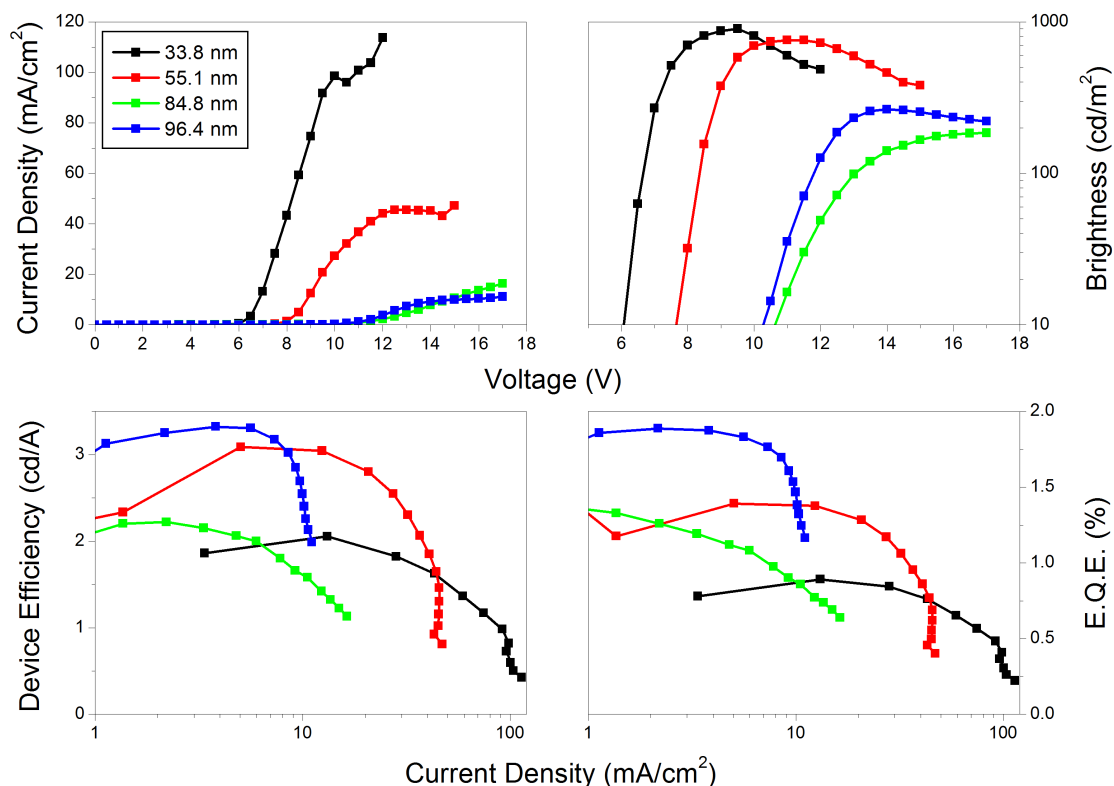 120
100
80
60
40
20
0
Current Density (mA/cm²)
33.8 nm
55.1 nm
84.8 nm
96.4 nm
0 2 4 6 8 10 12 14 16 18
1000
100
10
Brightness (cd/m²)
6 8 10 12 14 16 18
Voltage (V)
3
2
1
0
Device Efficiency (cd/A)
1 10 100
2.0
1.5
1.0
0.5
0.0
E.Q.E. (%)
1 10 100
Current Density (mA/cm²)